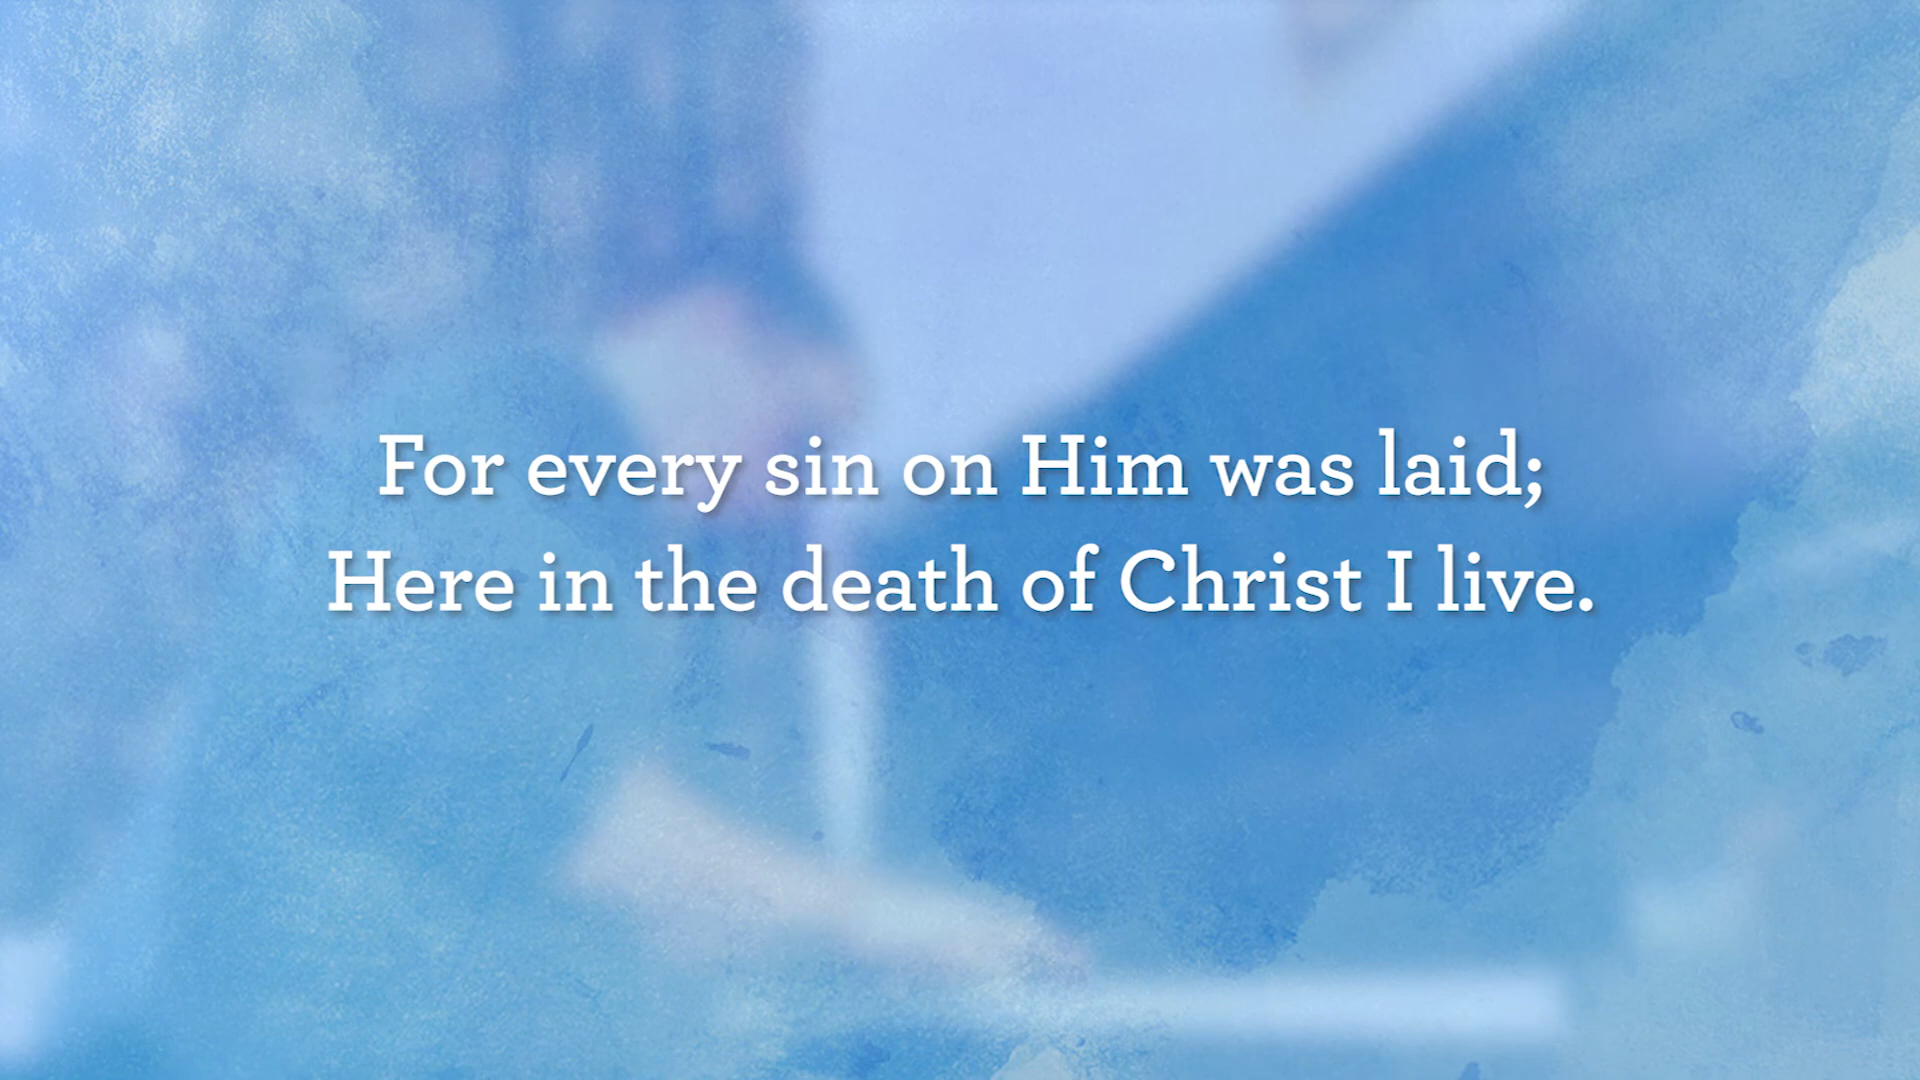 For every sin on Him was laid;
Here in the death of Christ I live.